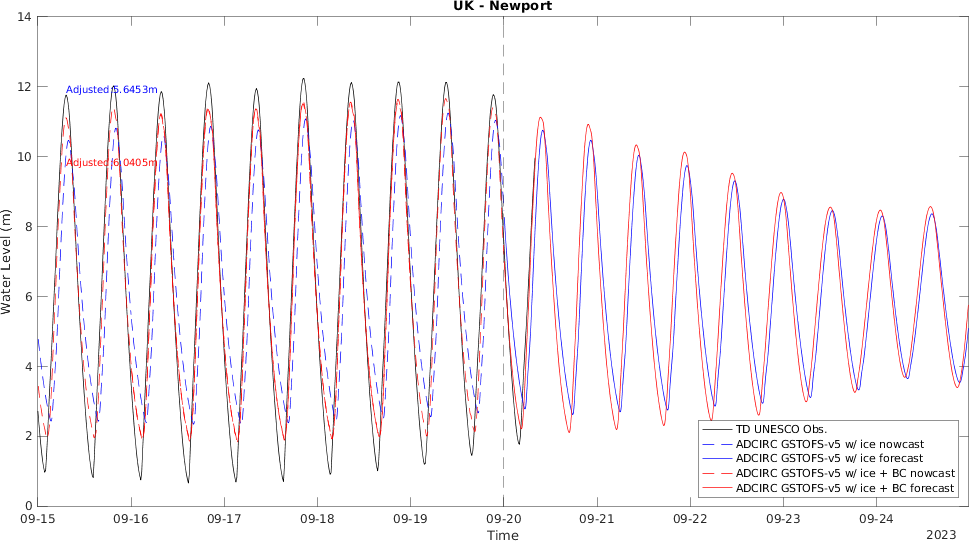 UK - Newport
14
12
10
8
6
4
2
0
Water Level (m)
Adjusted 5.6453m
Adjusted 6.0405m
TD UNESCO Obs.
ADCIRC GSTOFS-v5 w/ ice nowcast
ADCIRC GSTOFS-v5 w/ ice forecast
ADCIRC GSTOFS-v5 w/ ice + BC nowcast
ADCIRC GSTOFS-v5 w/ ice + BC forecast
09-15 09-16 09-17 09-18 09-19 09-20 09-21 09-22 09-23 09-24
Time
2023